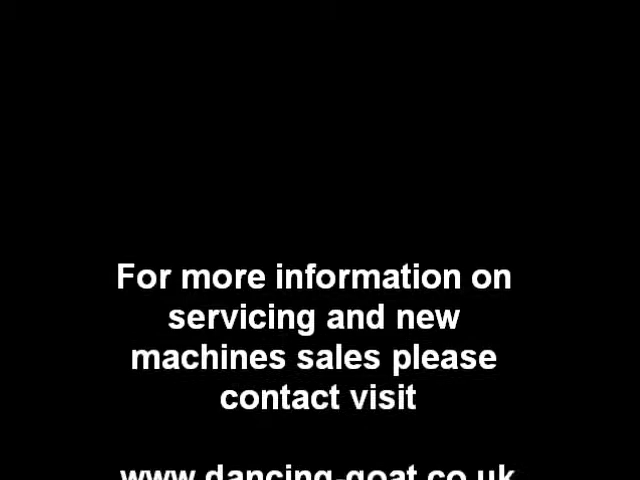 For more information on
servicing and new
machines sales please
contact visit
www.dancing-goat.co.uk